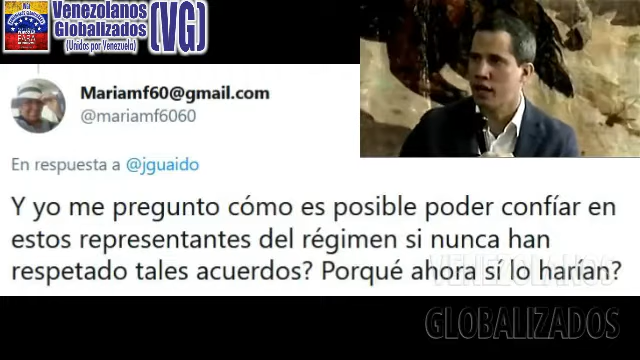 Venezolanos
Globalizados
(Unidos por Venezuela)
(VG)
Mariamf60@gmail.com
@mariamf6060
En respuesta a @jguaido
Y yo me pregunto cómo es posible poder confíar en
estos representantes del régimen si nunca han
respetado tales acuerdos? Porqué ahora sí lo harían?
VENEZOLANOS
GLOBALIZADOS